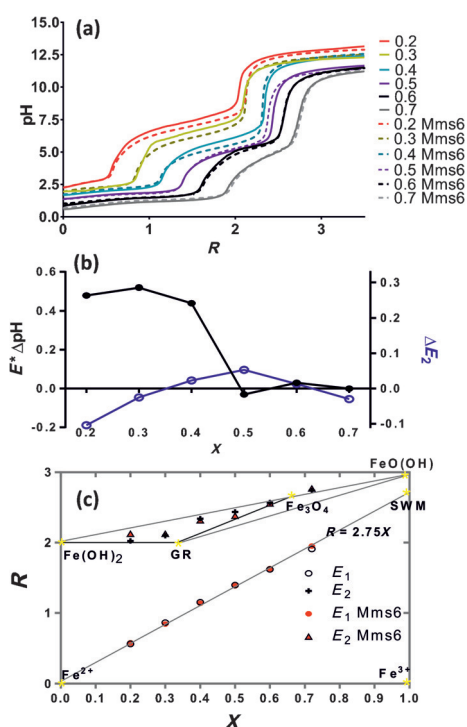 (a)
15.0
12.5
10.0
7.5
5.0
2.5
0.0
pH
0
1
2
3
R
0.2
0.3
0.4
0.5
0.6
0.7
0.2 Mms6
0.3 Mms6
0.4 Mms6
0.5 Mms6
0.6 Mms6
0.7 Mms6
(b)
0.6
0.4
0.2
0.0
-0.2
E* ΔpH
0.3
0.2
0.1
0.0
-0.1
ΔE2
0.2
0.3
0.4
0.5
0.6
0.7
X
(c)
3
2
1
0
R
FeO(OH)
Fe3O4
SWM
Fe(OH)2
GR
R = 2.75X
E1
E2
E1 Mms6
E2 Mms6
Fe2+
Fe3+
0.0 0.1 0.2 0.3 0.4 0.5 0.6 0.7 0.8 0.9 1.0
X